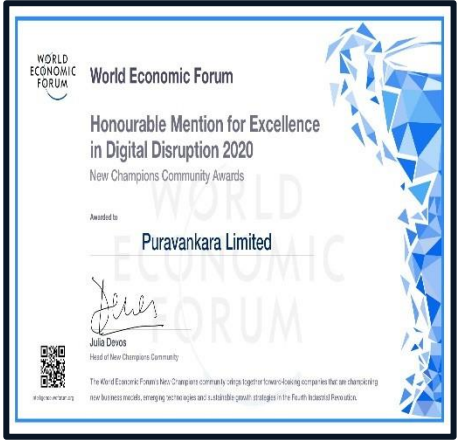 WORLD
ECONOMIC
FORUM
World Economic Forum
Honourable Mention for Excellence
in Digital Disruption 2020
New Champions Community Awards
Awarded to
WORLD
ECONOMIC
FORUM
Puravankara Limited
Julia Devos
Head of New Champions Community
The World Economic Forum's New Champions community brings together forward-looking companies that are championing
new business models, emerging technologies and sustainable growth strategies in the Fourth Industrial Revolution.